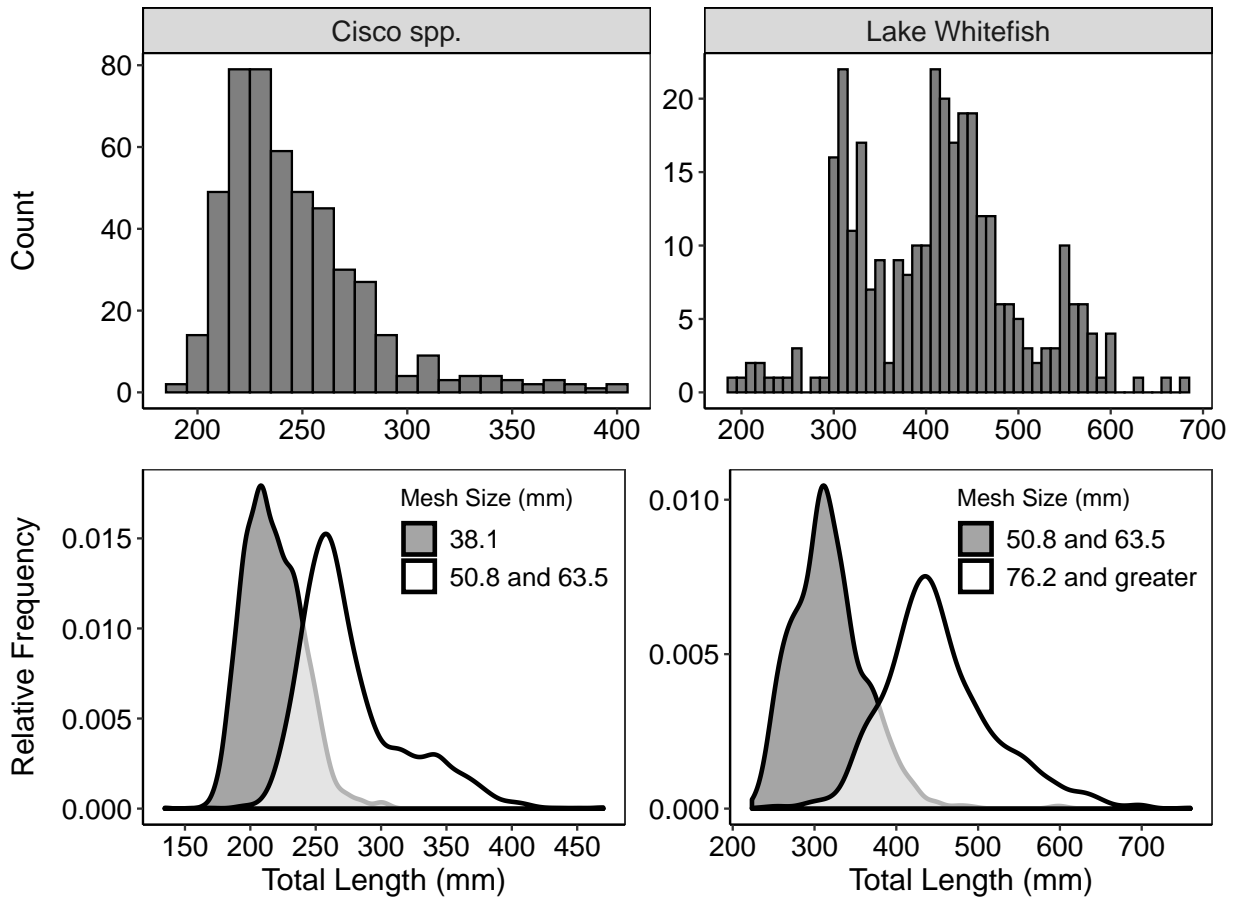 Cisco spp.
Lake Whitefish
Count
80
60
40
20
0
200 250 300 350 400
20
15
10
5
0
200 300 400 500 600 700
Relative Frequency
0.015
0.010
0.005
0.000
Mesh Size (mm)
38.1
50.8 and 63.5
150 200 250 300 350 400 450
Total Length (mm)
0.010
0.005
0.000
Mesh Size (mm)
50.8 and 63.5
76.2 and greater
200 300 400 500 600 700
Total Length (mm)